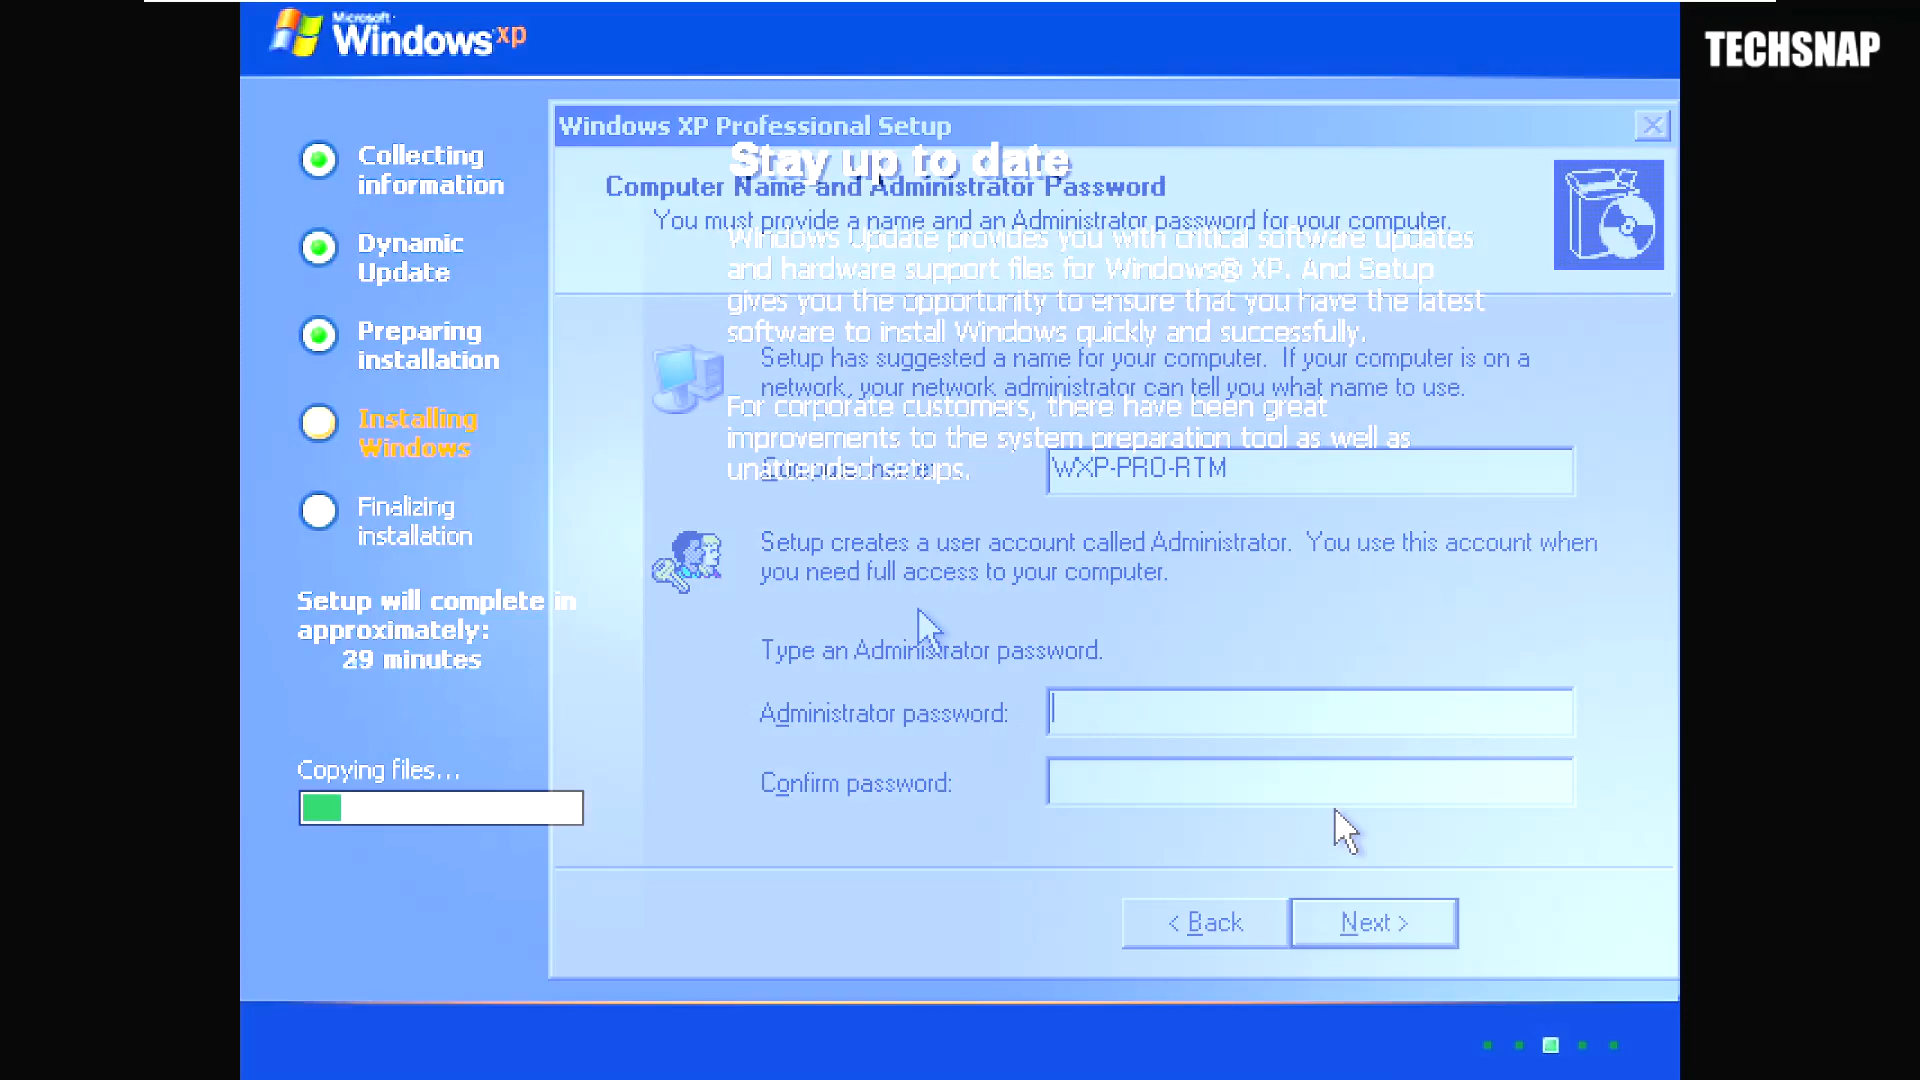 Microsoft
Windows xp
TECHSNAP
Collecting
information
Dynamic
Update
Preparing
installation
Installing
Windows
Finalizing
installation
Setup will complete in
approximately:
29 minutes
Copying files...
Windows XP Professional Setup
Stay up to date
Computer Name and Administrator Password
You must provide a name and an Administrator password for your computer.
Windows Update provides you with critical software updates
and hardware support files for Windows® XP. And Setup
gives you the opportunity to ensure that you have the latest
software to install Windows quickly and successfully.
Setup has suggested a name for your computer. If your computer is on a
network, your network administrator can tell you what name to use.
For corporate customers, there have been great
improvements to the system preparation tool as well as
unattended setups.
Computer name:
WXP-PRO-RTM
Setup creates a user account called Administrator. You use this account when
you need full access to your computer.
Type an Administrator password.
Administrator password:
Confirm password:
< Back
Next >